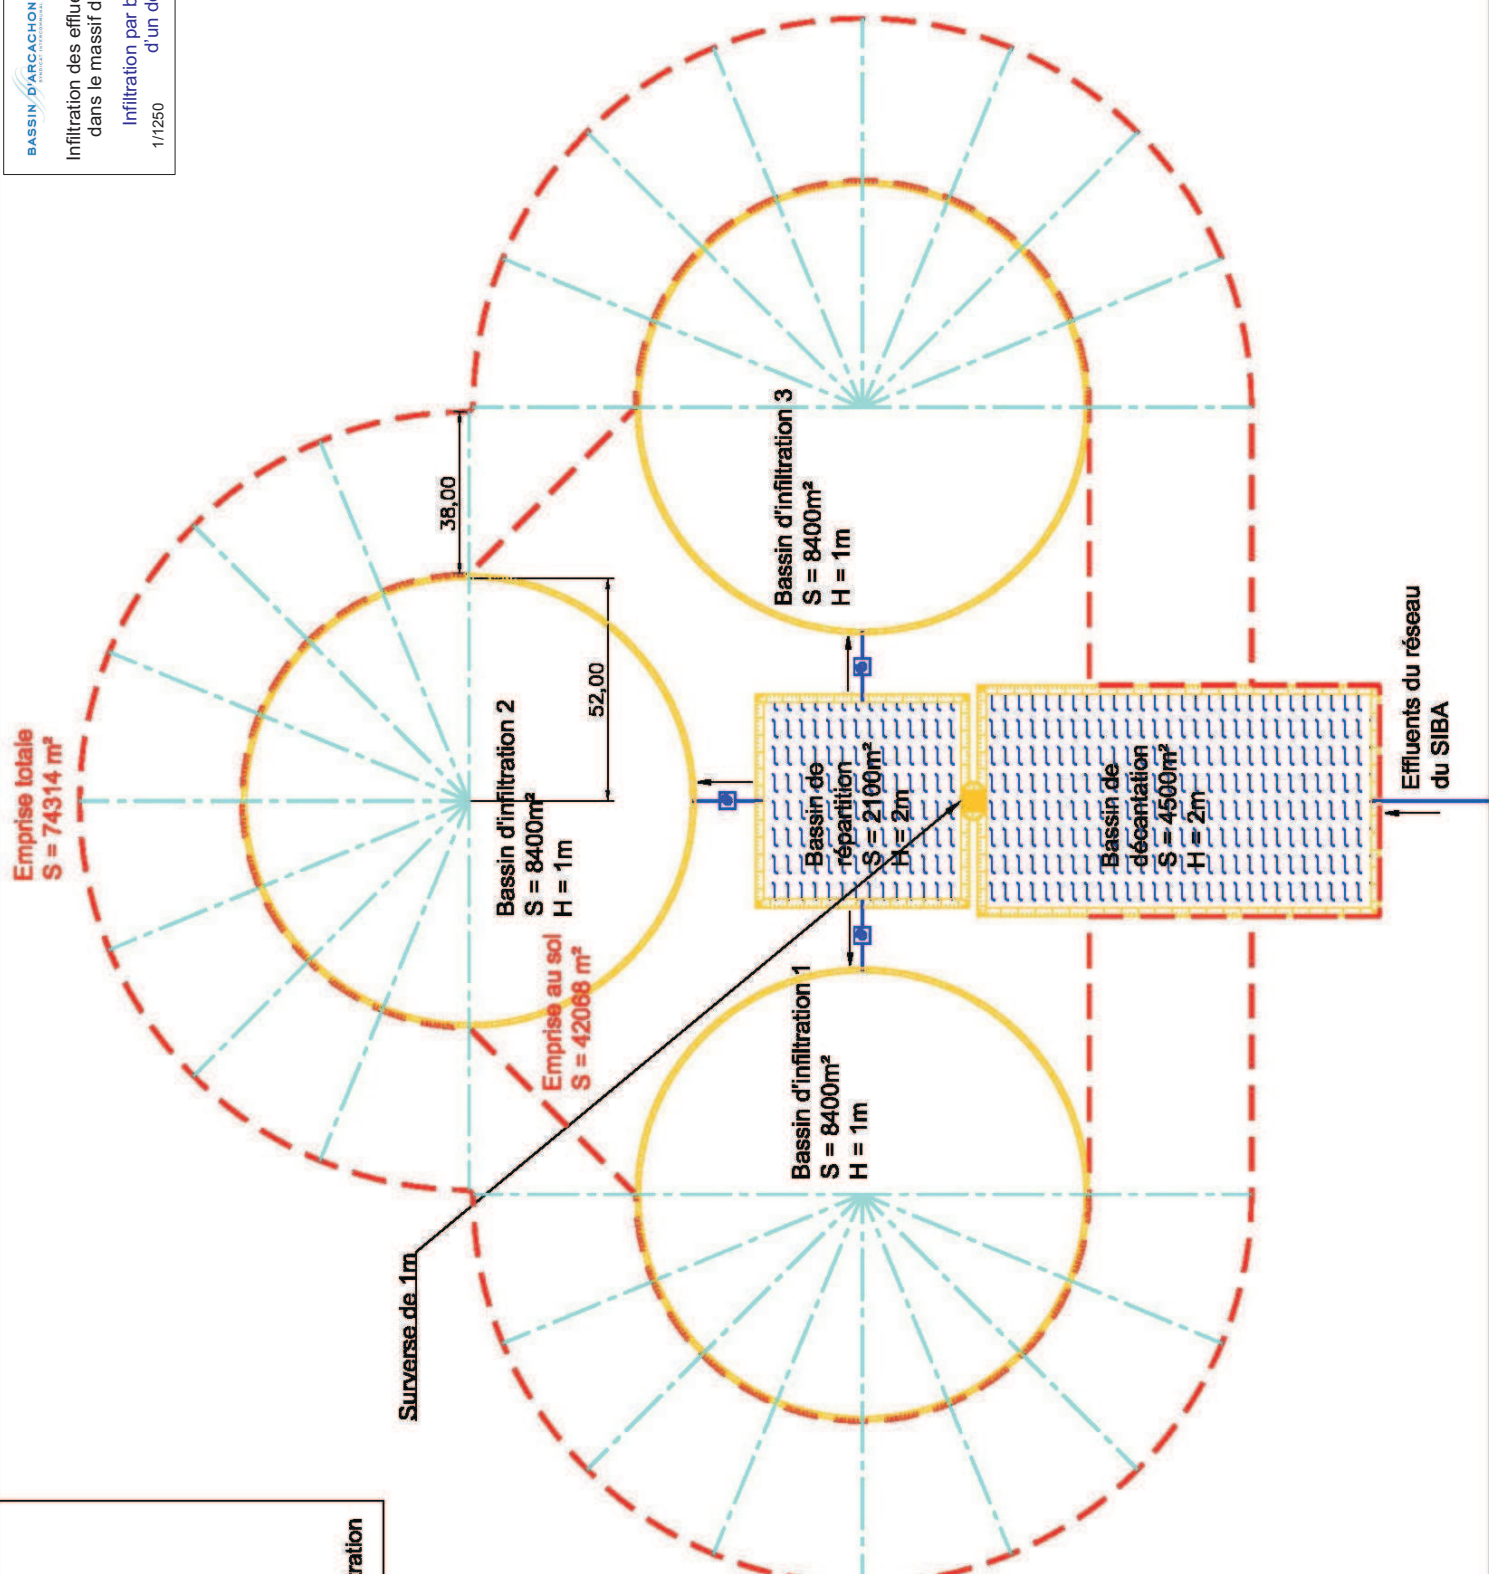 BASSIN D'ARCACHON
SYNDICAT INTERCOMMUNAL
Infiltration des
dans le massif
Infiltration par
d'un
1/1250
Emprise totale
S = 74314 m²
38,00
52,00
Bassin d'infiltration 2
S = 8400m²
H = 1m
Emprise au sol
S = 42068 m²
Bassin d'infiltration 3
S = 8400m²
H = 1m
Bassin de
répartition
S = 2100m²
H = 2m
Bassin de
décantation
S = 4500m²
H = 2m
Effluents du réseau
du SIBA
Bassin d'infiltration 1
S = 8400m²
H = 1m
Surverse de 1m